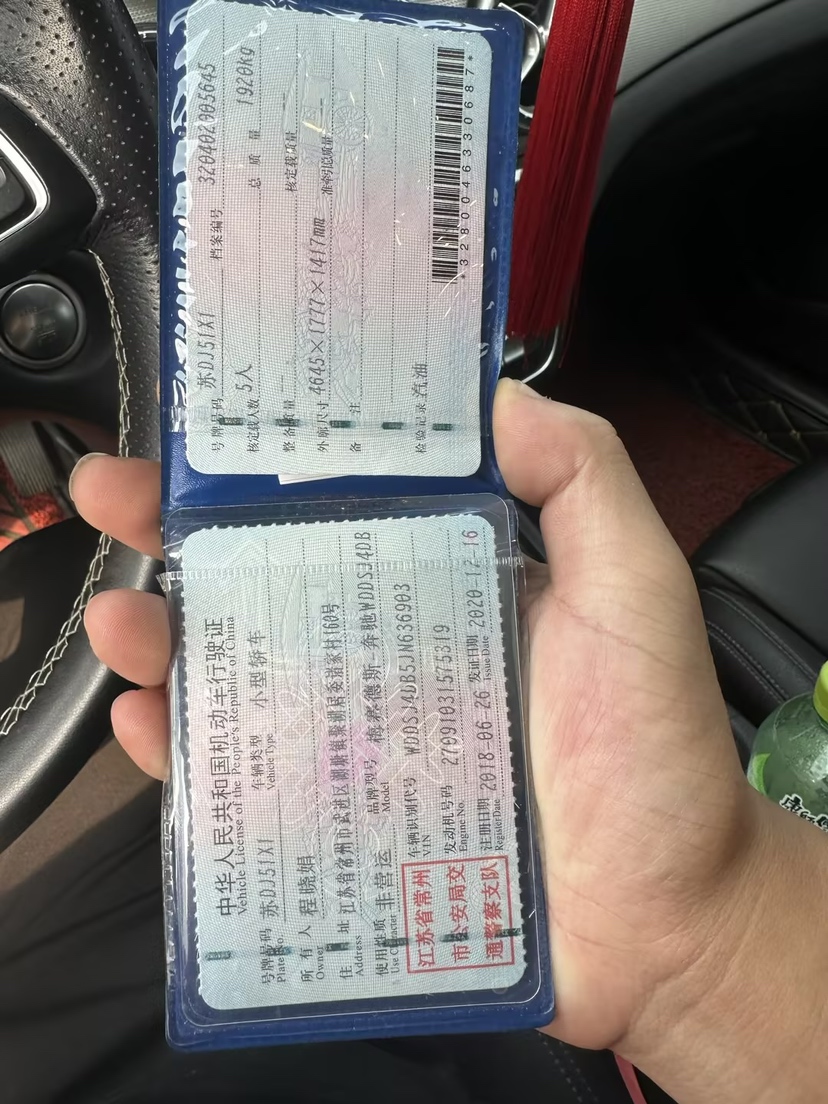 中华人民共和国机动车行驶证
Vehicle License of the People's Republic of China
号牌号码 苏DJ51X1 车辆类型 小型轿车
Plate No. Vehicle Type
所有人 程晓娟
Owner
住址 江苏省常州市武进区湖塘镇 村160号
Address
使用性质 非营运 品牌型号 梅赛德斯-奔驰WDDSJ4DB
Use Character Model
车辆识别代号 WDDSJ4DB5JN636903
VIN
发动机号码 27091031575319
Engine No.
注册日期 2018-06-26 发证日期 2020-12-16
Register Date Issue Date
江苏省常州
市公安局交
通警察支队
号牌号码 苏DJ51X1 档案编号 320402005645
核定载人数 5人 总质量 1920kg
整备质量 核定载质量
外廓尺寸 4645×1777×1417mm 准牵引总质量
备注
检验记录 汽油
*3280046330687*